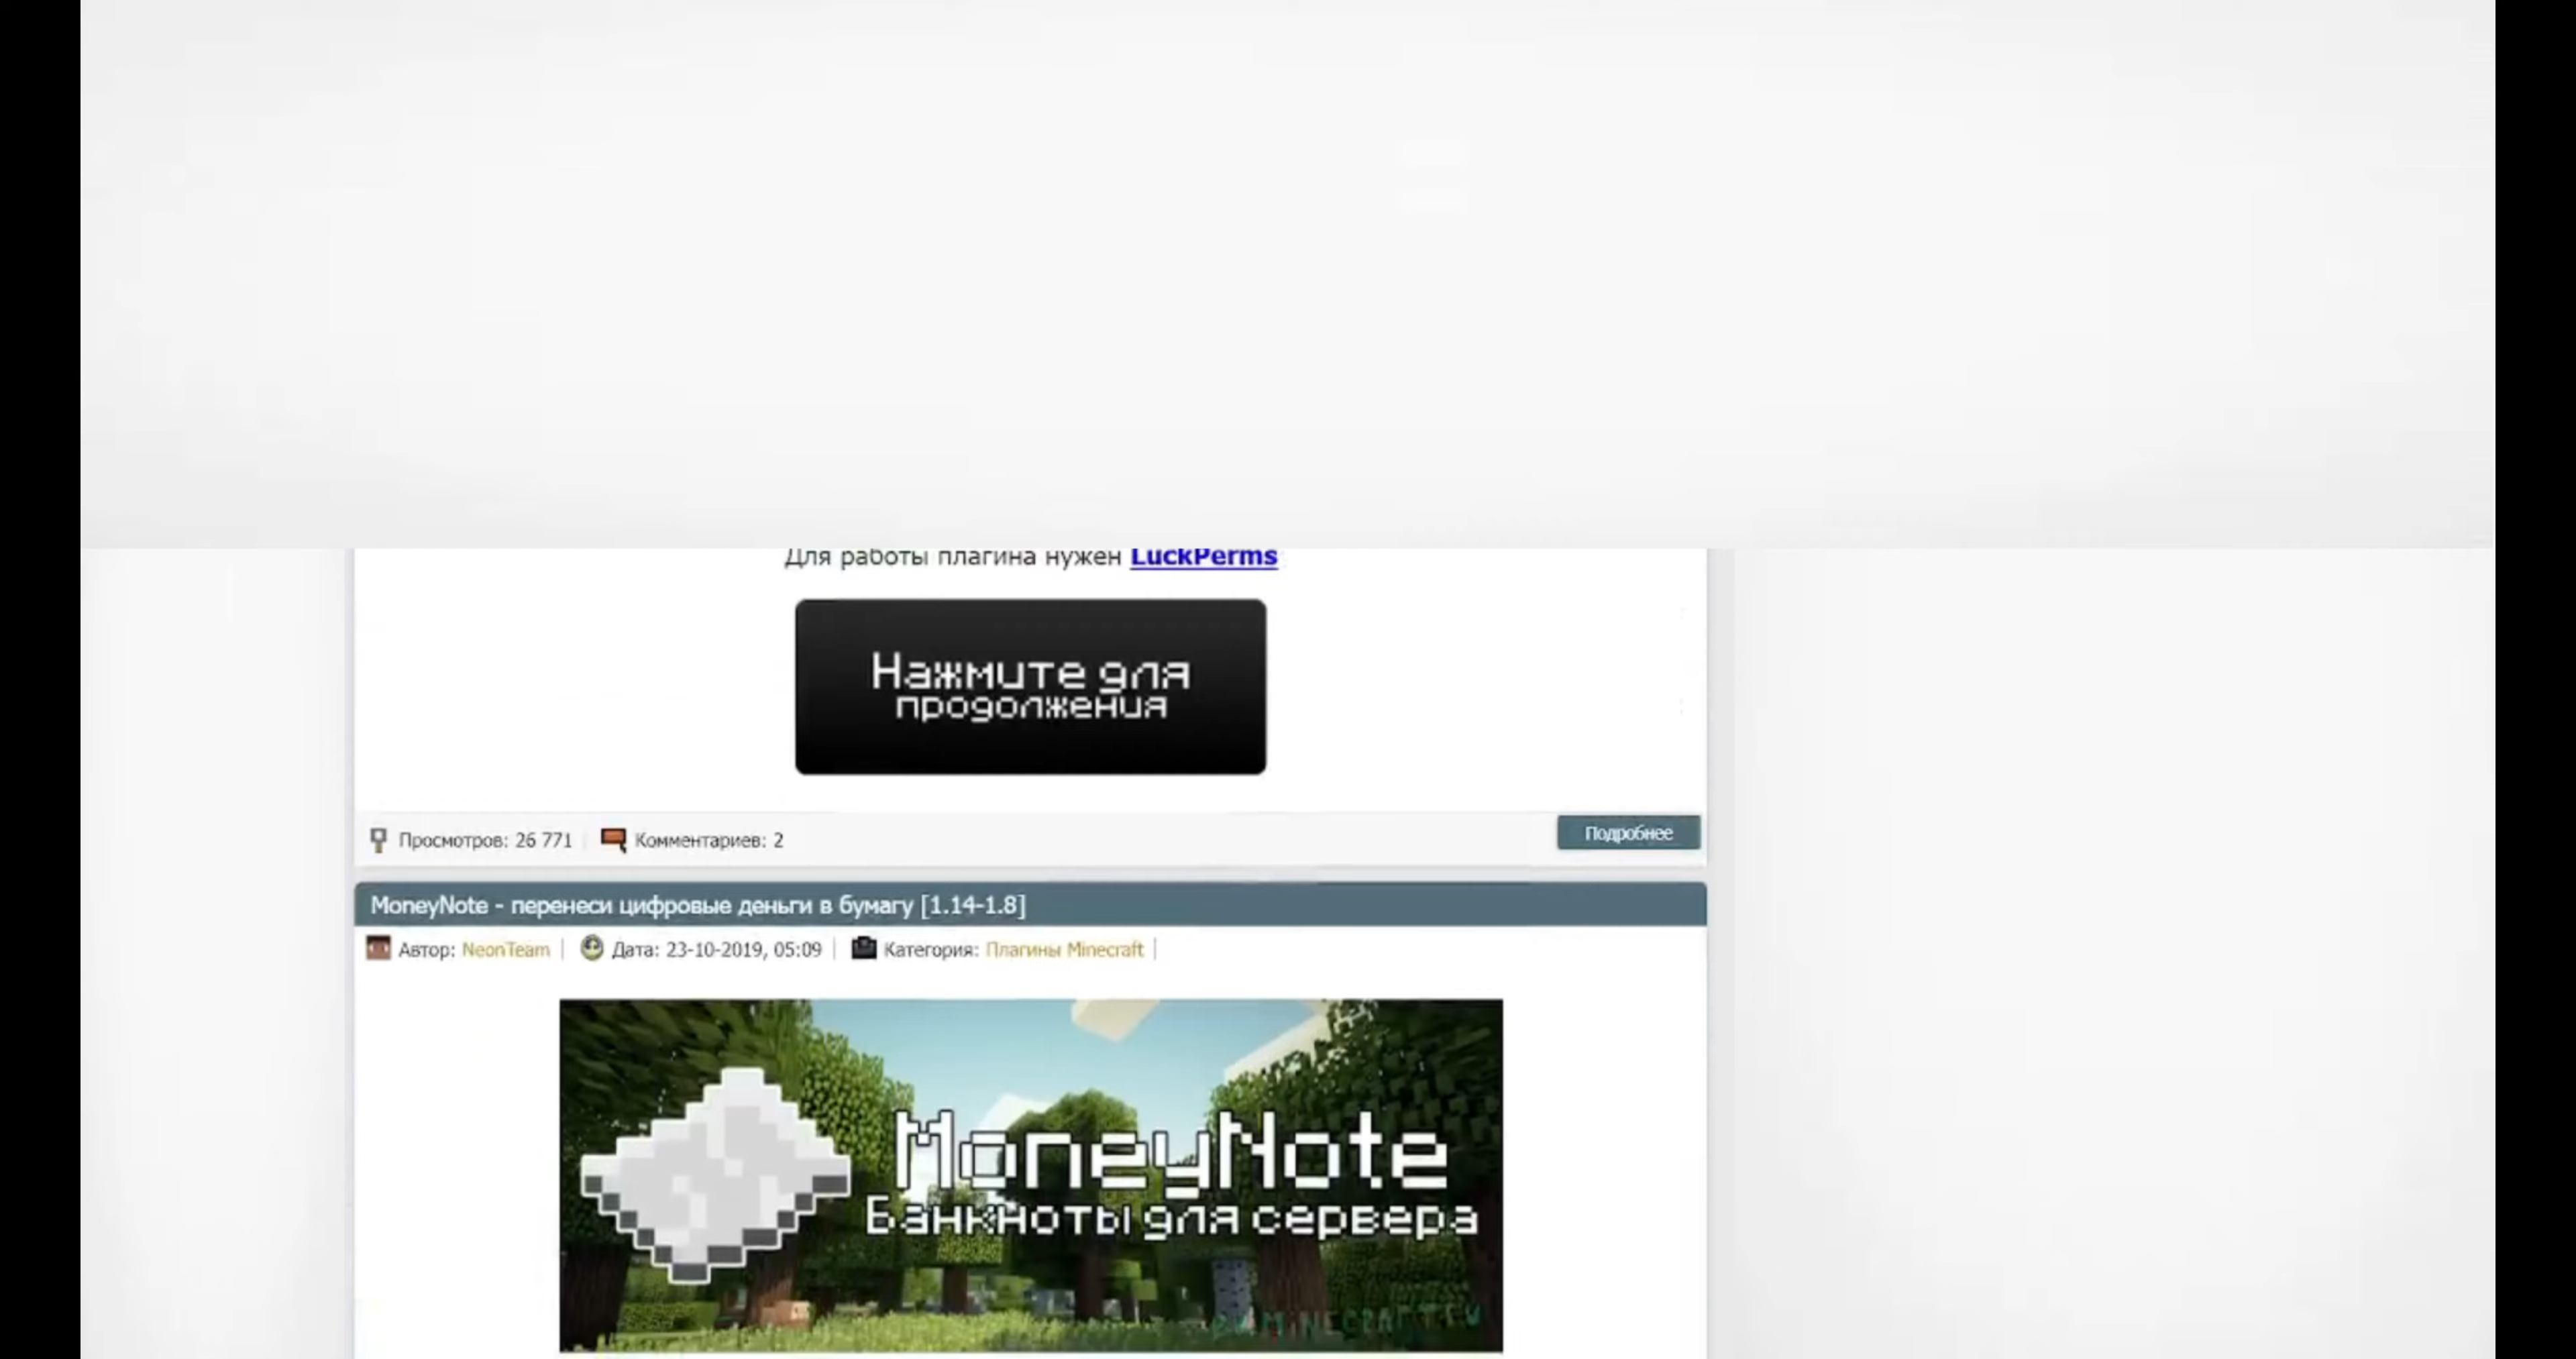 Для работы плагина нужен LuckPerms
Нажмите для
продолжения
Просмотров: 26 771
Комментариев: 2
Подробнее
MoneyNote - перенеси цифровые деньги в бумагу [1.14-1.8]
Автор: NeonTeam | Дата: 23-10-2019, 05:09 | Категория: Плагины Minecraft |
MoneyNote
Банкноты для сервера